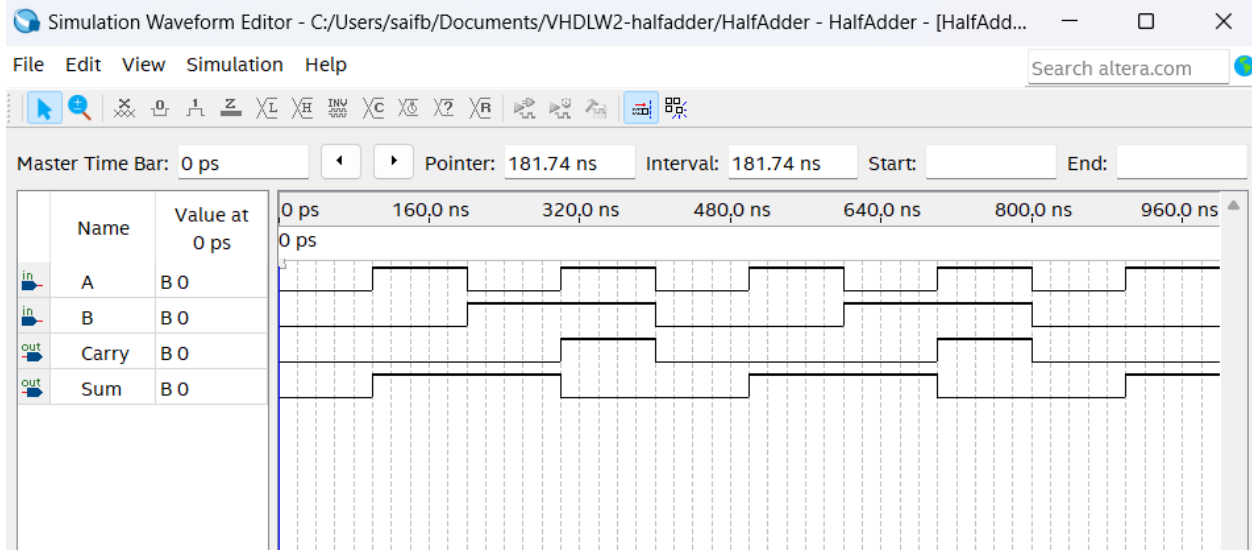 Simulation Waveform Editor - C:/Users/saifb/Documents/VHDLW2-halfadder/HalfAdder - HalfAdder - [HalfAdd...
File Edit View Simulation Help
Search altera.com
Master Time Bar: 0 ps Pointer: 181.74 ns Interval: 181.74 ns Start: End:
Name Value at 0 ps
0 ps 160,0 ns 320,0 ns 480,0 ns 640,0 ns 800,0 ns 960,0 ns
0 ps
in A B 0
in B B 0
out Carry B 0
out Sum B 0